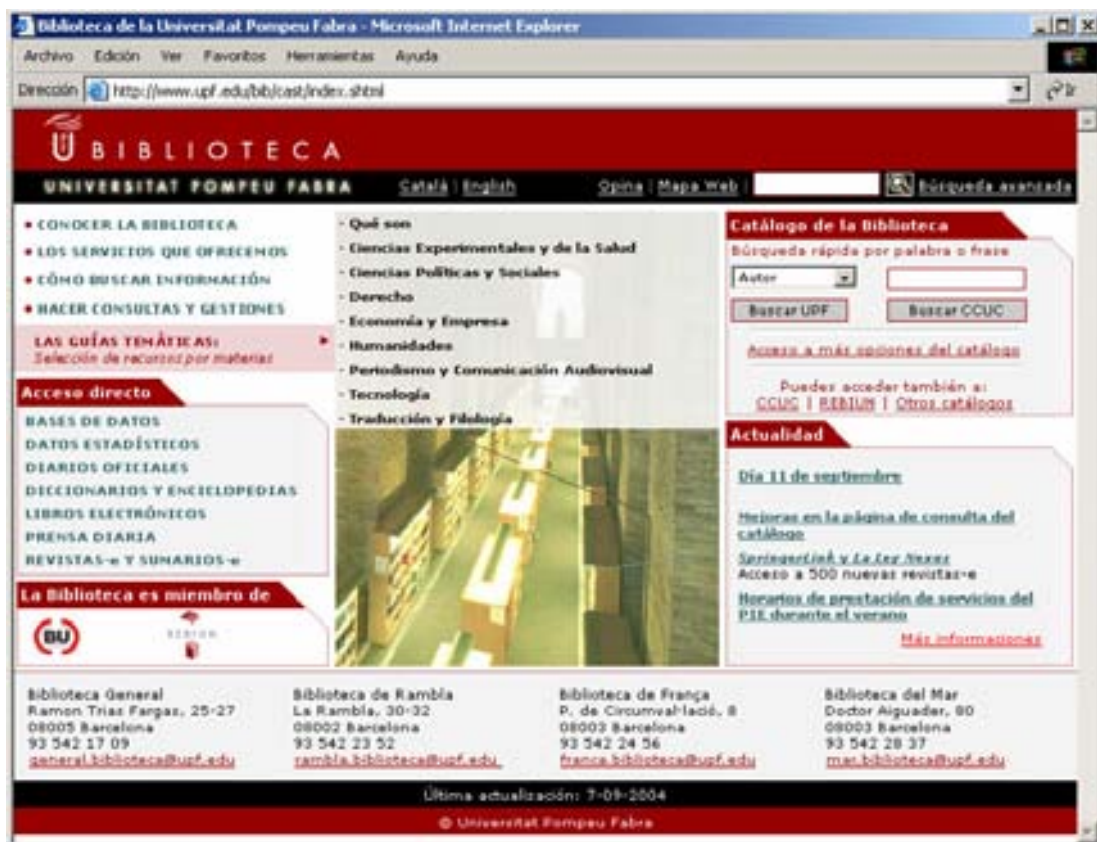 Biblioteca de la Universitat Pompeu Fabra - Microsoft Internet Explorer
Archivo Edición Ver Favoritos Herramientas Ayuda
Dirección http://www.upf.edu/bib/cast/index.shtml Ir
BIBLIOTECA
UNIVERSITAT POMPEU FABRA Català | English Opina | Mapa Web | Búsqueda avanzada
• CONOCER LA BIBLIOTECA
• LOS SERVICIOS QUE OFRECEMOS
• CÓMO BUSCAR INFORMACIÓN
• HACER CONSULTAS Y GESTIONES
LAS GUÍAS TEMÁTICAS:
Selección de recursos por materias
- Qué son
- Ciencias Experimentales y de la Salud
- Ciencias Políticas y Sociales
- Derecho
- Economía y Empresa
- Humanidades
- Periodismo y Comunicación Audiovisual
- Tecnología
- Traducción y Filología
Acceso directo
BASES DE DATOS
DATOS ESTADÍSTICOS
DIARIOS OFICIALES
DICCIONARIOS Y ENCICLOPEDIAS
LIBROS ELECTRÓNICOS
PRENSA DIARIA
REVISTAS-e Y SUMARIOS-e
La Biblioteca es miembro de
BU
REBIUN
Catálogo de la Biblioteca
Búsqueda rápida por palabra o frase
Autor
Buscar UPF Buscar CCUC
Acceso a más opciones del catálogo
Puedes acceder también a:
CCUC | REBIUN | Otros catálogos
Actualidad
Día 11 de septiembre
Mejoras en la página de consulta del
catálogo
SpringerLink y La Ley Nexus
Acceso a 500 nuevas revistas-e
Horarios de prestación de servicios del
PIE durante el verano
Más informaciones
Biblioteca General
Ramon Trias Fargas, 25-27
08005 Barcelona
93 542 17 09
general.biblioteca@upf.edu
Biblioteca de Rambla
La Rambla, 30-32
08002 Barcelona
93 542 23 52
rambla.biblioteca@upf.edu
Biblioteca de França
P. de Circumval·lació, 8
08003 Barcelona
93 542 24 56
franca.biblioteca@upf.edu
Biblioteca del Mar
Doctor Aiguader, 80
08003 Barcelona
93 542 28 37
mar.biblioteca@upf.edu
Última actualización: 7-09-2004
© Universitat Pompeu Fabra